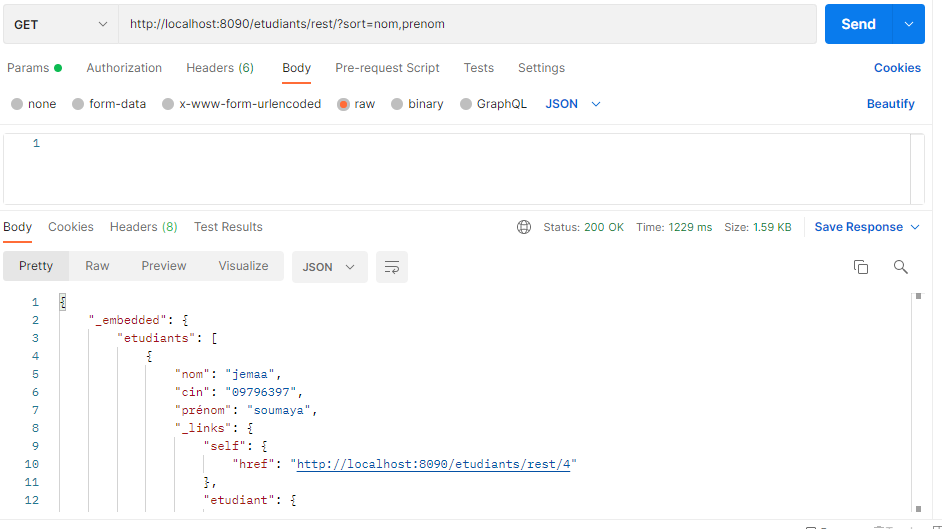 GET http://localhost:8090/etudiants/rest/?sort=nom,prenom Send
Params Authorization Headers (6) Body Pre-request Script Tests Settings Cookies
none form-data x-www-form-urlencoded raw binary GraphQL JSON Beautify
1
Body Cookies Headers (8) Test Results Status: 200 OK Time: 1229 ms Size: 1.59 KB Save Response
Pretty Raw Preview Visualize JSON
1 {
2 "_embedded": {
3 "etudiants": [
4 {
5 "nom": "jemaa",
6 "cin": "09796397",
7 "prénom": "soumaya",
8 "_links": {
9 "self": {
10 "href": "http://localhost:8090/etudiants/rest/4"
11 },
12 "etudiant": {